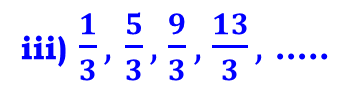 iii) 1/3, 5/3, 9/3, 13/3, .....